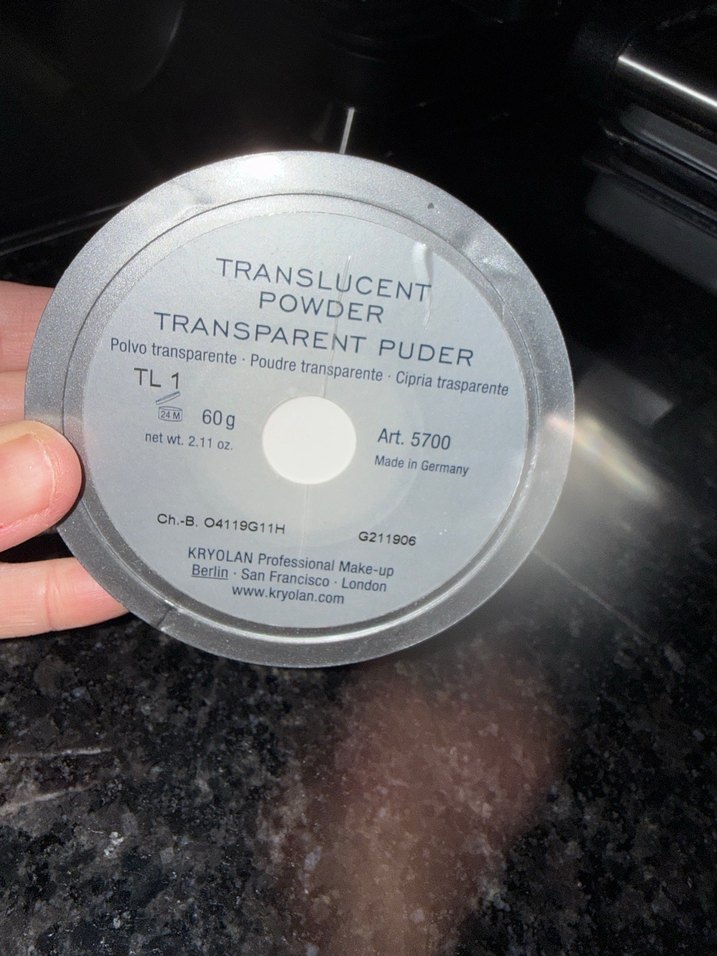 TRANSLUCENT
POWDER
TRANSPARENT PUDER
Polvo transparente · Poudre transparente · Cipria trasparente
TL 1
24 M 60 g
net wt. 2.11 oz.
Art. 5700
Made in Germany
Ch.-B. O4119G11H
G211906
KRYOLAN Professional Make-up
Berlin · San Francisco · London
www.kryolan.com